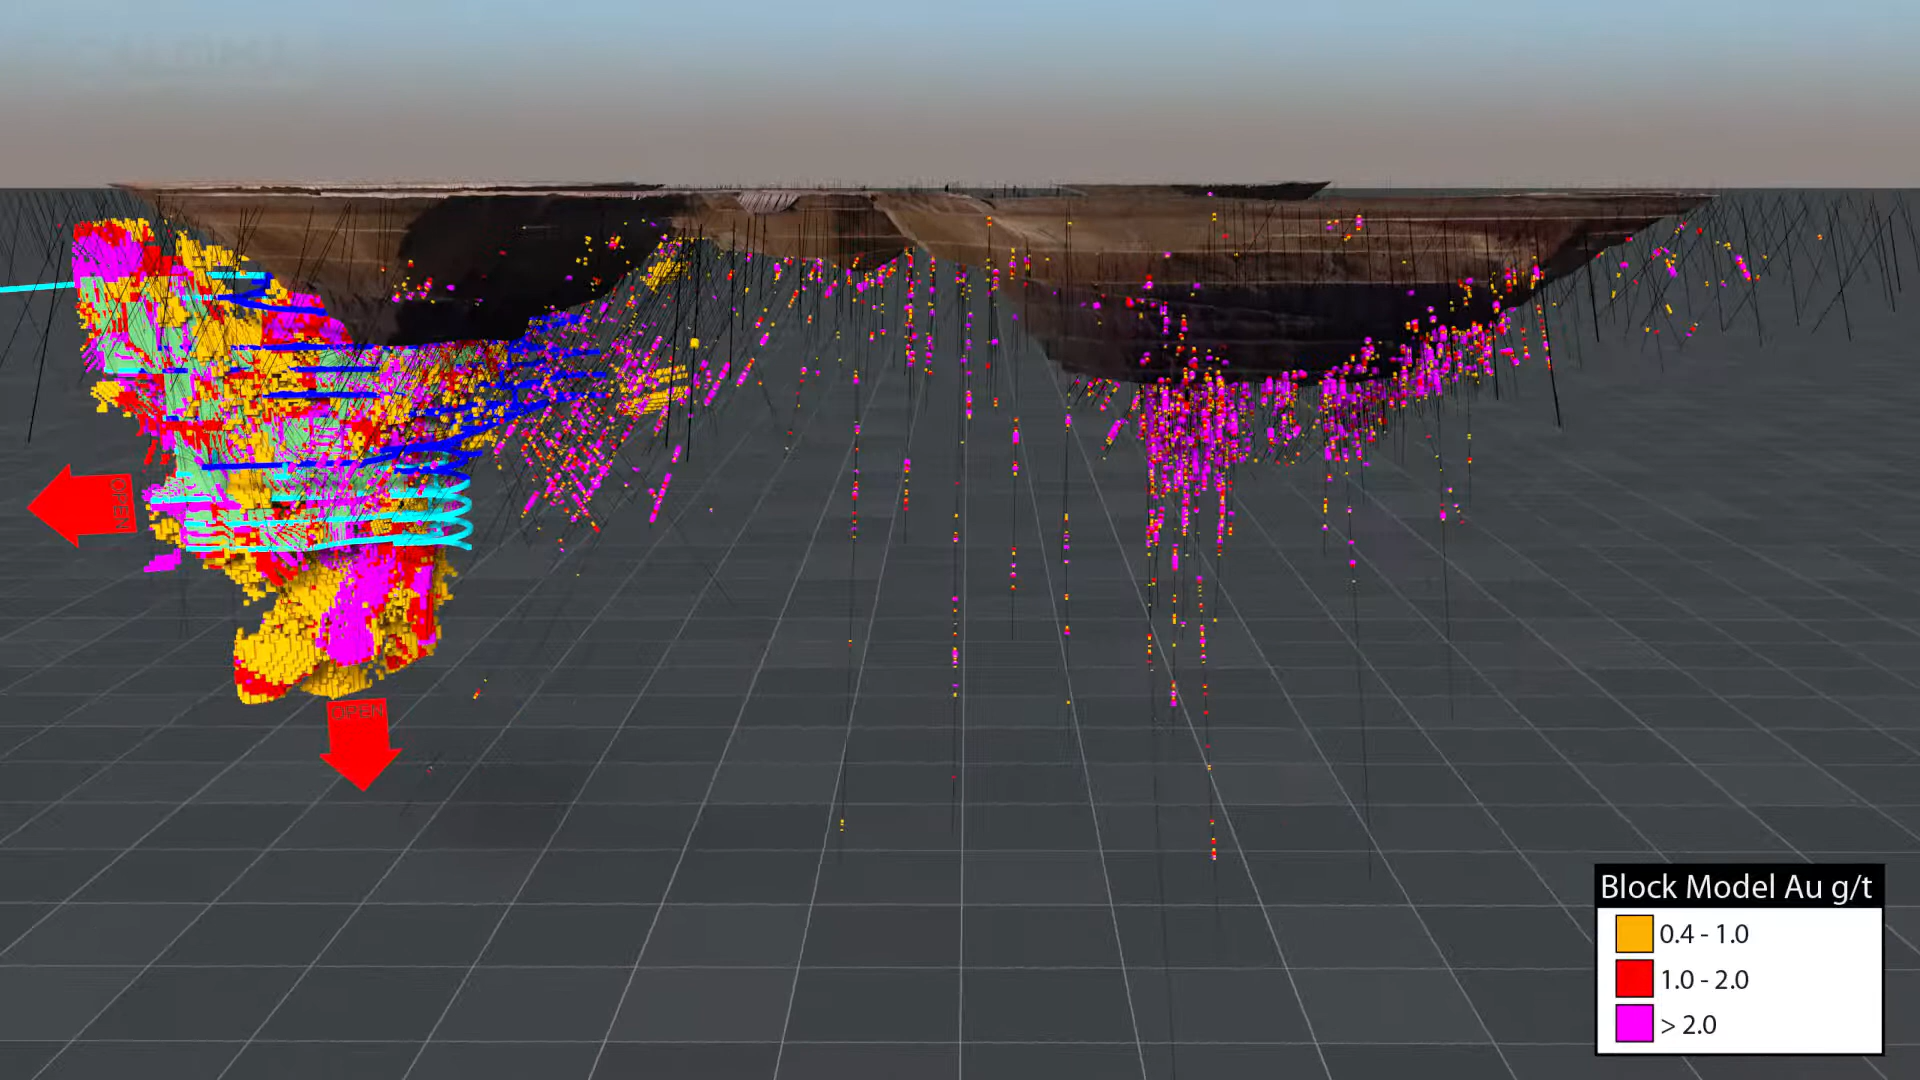 OPEN
OPEN
Block Model Au g/t
0.4 - 1.0
1.0 - 2.0
> 2.0